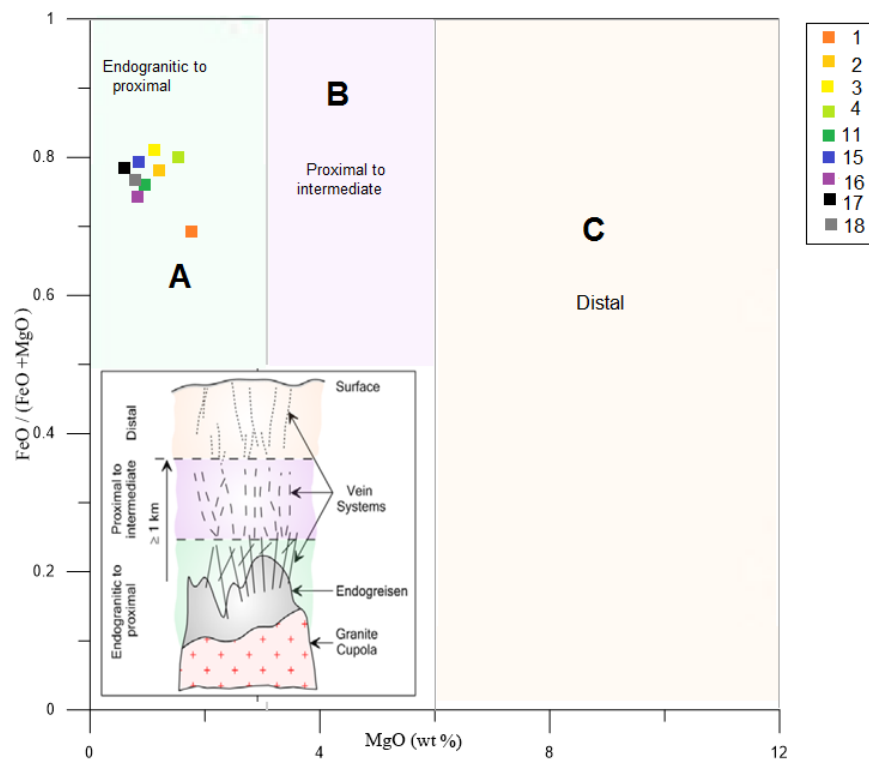 1
0.8
0.6
0.4
0.2
0
FeO / (FeO +MgO)
Endogranitic to
proximal
A
B
Proximal to
intermediate
C
Distal
Surface
Distal
Proximal to
intermediate
Endogranitic to
proximal
≥ 1 km
Vein
Systems
Endogreisen
Granite
Cupola
0
4
8
12
MgO (wt %)
1
2
3
4
11
15
16
17
18